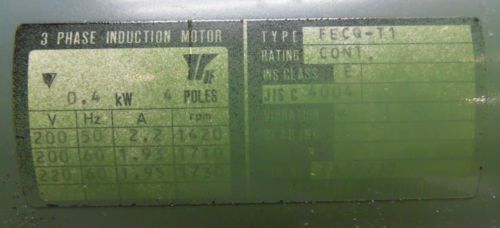 3 PHASE INDUCTION MOTOR
0.4 kW 4 POLES
V Hz A rpm
200 50 2.2 1420
200 60 1.95 1710
220 60 1.95 1730
TYPE FECQ-T1
RATING CONT.
INS CLASS E
JIS C 4004
VIBRATION